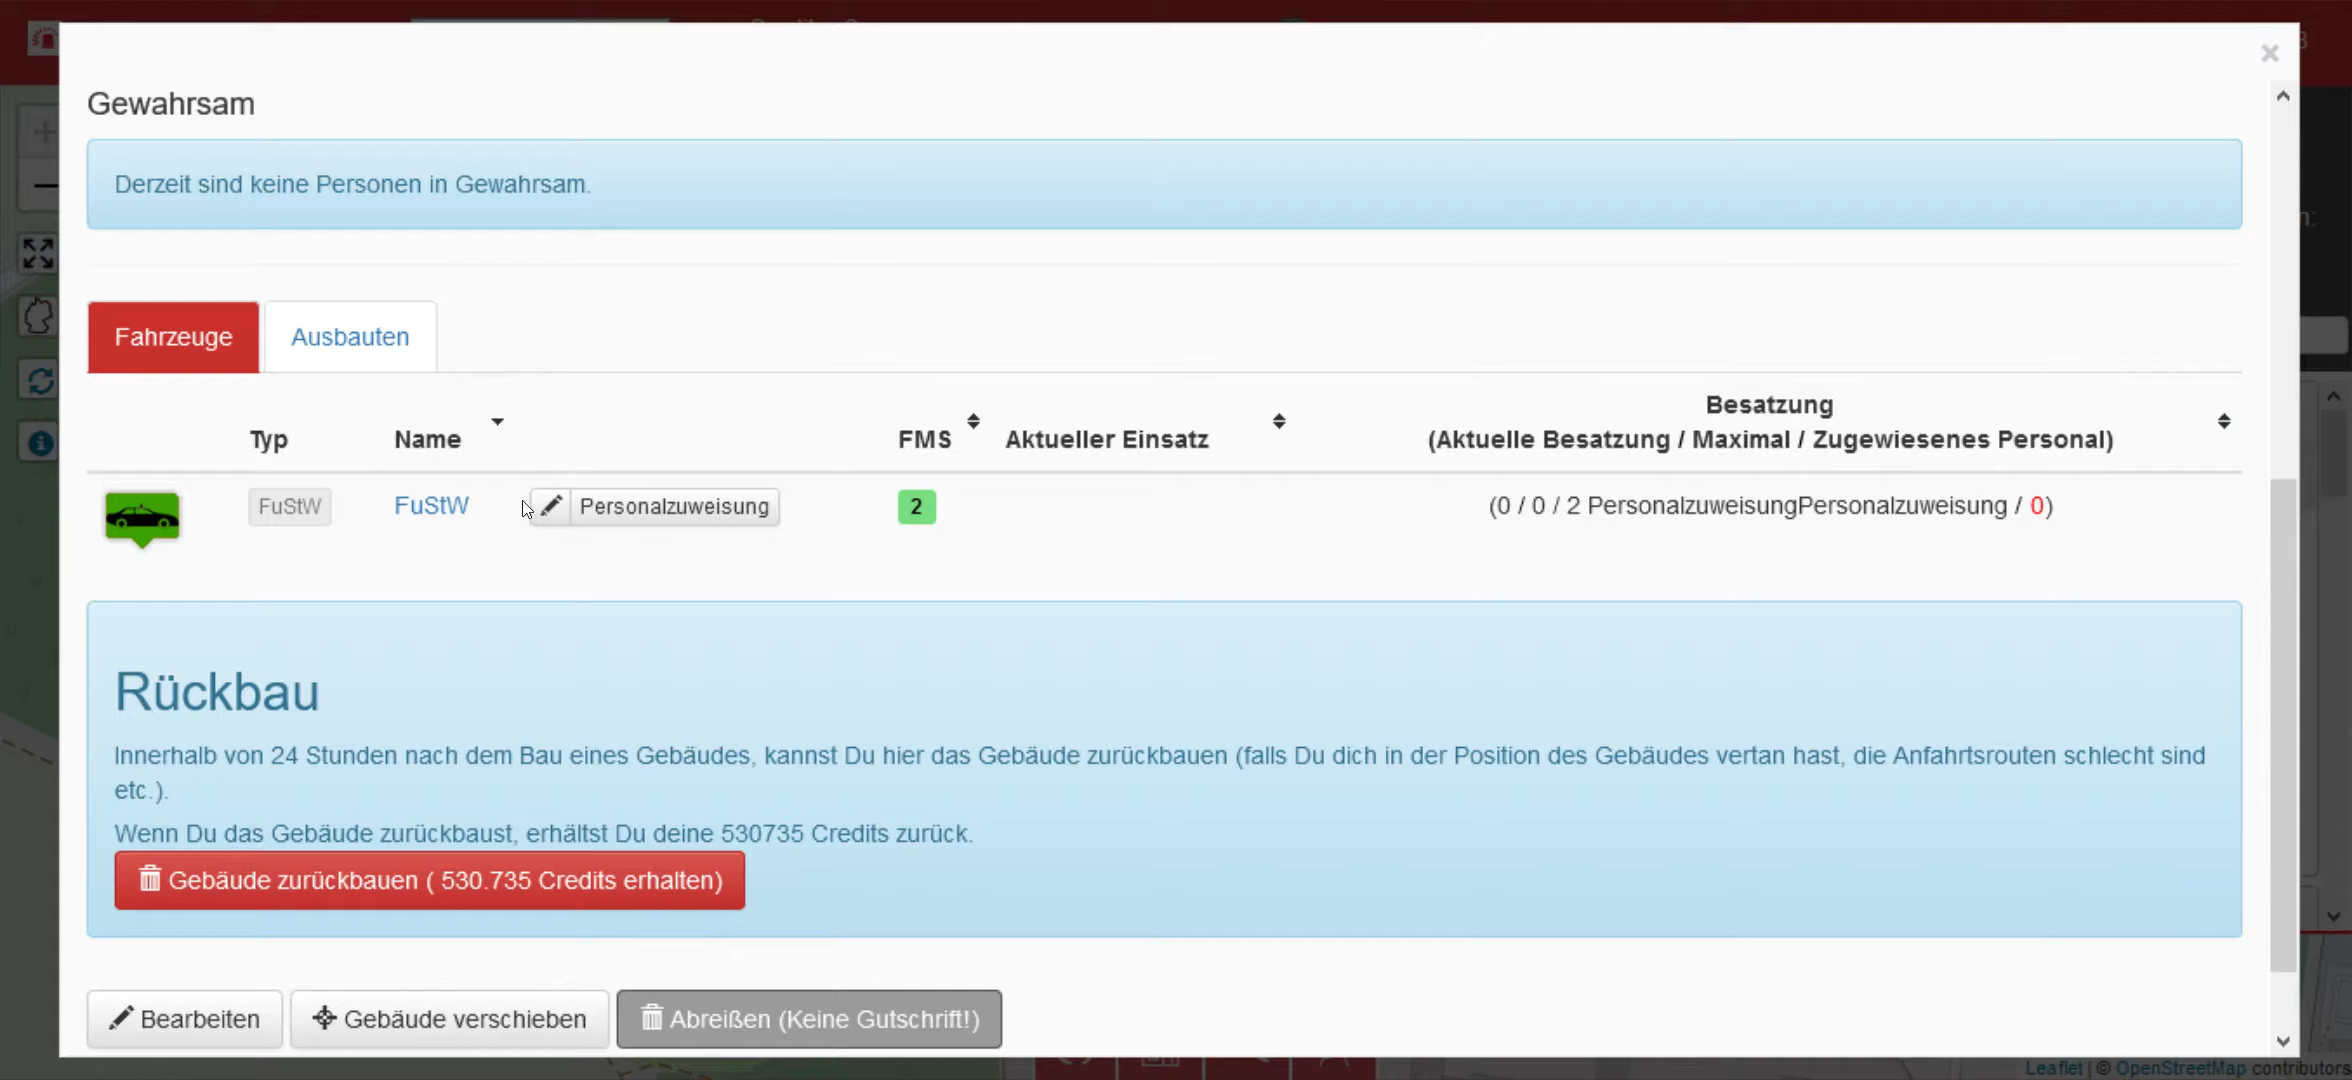 Gewahrsam
Derzeit sind keine Personen in Gewahrsam.
Fahrzeuge Ausbauten
Besatzung
Typ Name FMS Aktueller Einsatz (Aktuelle Besatzung / Maximal / Zugewiesenes Personal)
FuStW FuStW Personalzuweisung 2 (0 / 0 / 2 PersonalzuweisungPersonalzuweisung / 0)
Rückbau
Innerhalb von 24 Stunden nach dem Bau eines Gebäudes, kannst Du hier das Gebäude zurückbauen (falls Du dich in der Position des Gebäudes vertan hast, die Anfahrtsrouten schlecht sind
etc.).
Wenn Du das Gebäude zurückbaust, erhältst Du deine 530735 Credits zurück.
Gebäude zurückbauen ( 530.735 Credits erhalten)
Bearbeiten Gebäude verschieben Abreißen (Keine Gutschrift!)
Leaflet | © OpenStreetMap contributors